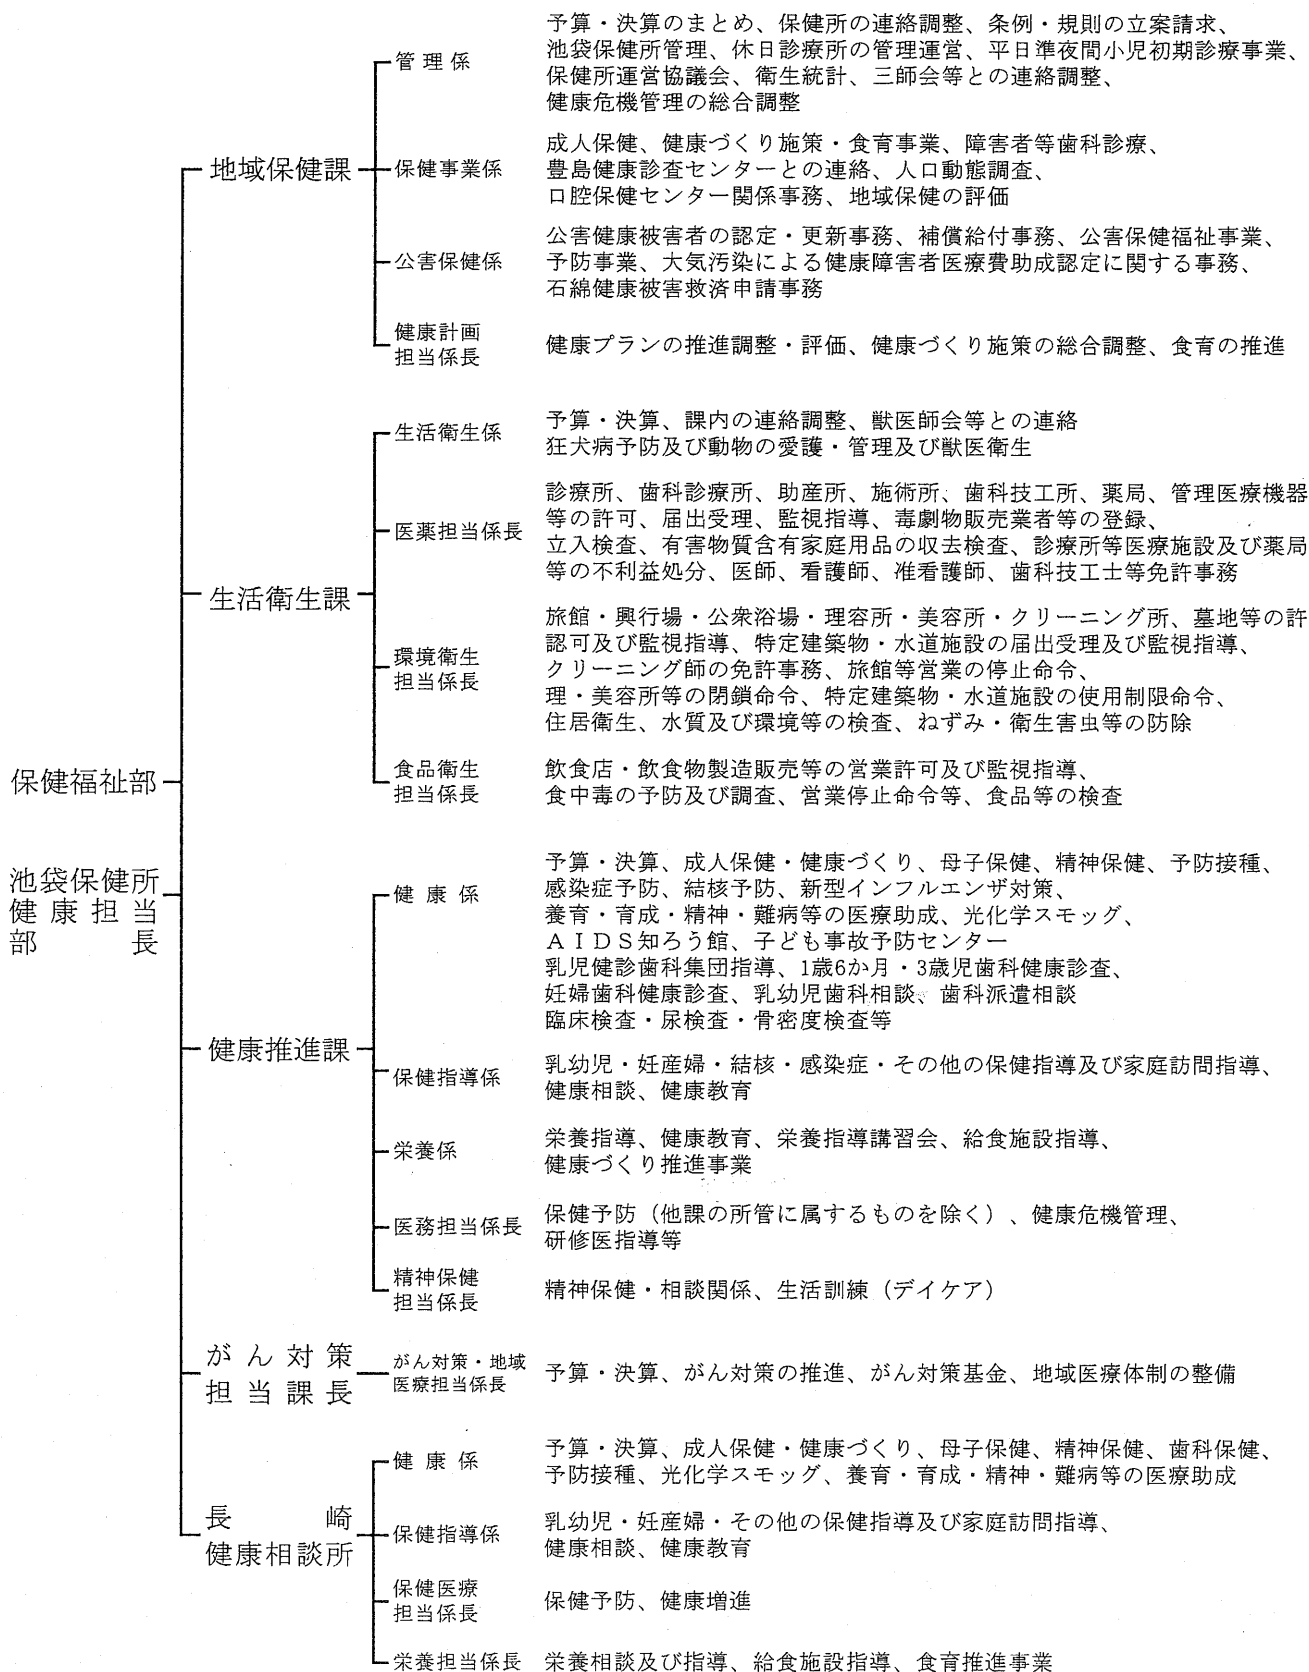 保健福祉部
池袋保健所
健康担当
部長
地域保健課
管理係
予算・決算のまとめ、保健所の連絡調整、条例・規則の立案請求、
池袋保健所管理、休日診療所の管理運営、平日準夜間小児初期診療事業、
保健所運営協議会、衛生統計、三師会等との連絡調整、
健康危機管理の総合調整
保健事業係
成人保健、健康づくり施策・食育事業、障害者等歯科診療、
豊島健康診査センターとの連絡、人口動態調査、
口腔保健センター関係事務、地域保健の評価
公害保健係
公害健康被害者の認定・更新事務、補償給付事務、公害保健福祉事業、
予防事業、大気汚染による健康障害者医療費助成認定に関する事務、
石綿健康被害救済申請事務
健康計画
担当係長
健康プランの推進調整・評価、健康づくり施策の総合調整、食育の推進
生活衛生課
生活衛生係
予算・決算、課内の連絡調整、獣医師会等との連絡
狂犬病予防及び動物の愛護・管理及び獣医衛生
医薬担当係長
診療所、歯科診療所、助産所、施術所、歯科技工所、薬局、管理医療機器
等の許可、届出受理、監視指導、毒劇物販売業者等の登録、
立入検査、有害物質含有家庭用品の収去検査、診療所等医療施設及び薬局
等の不利益処分、医師、看護師、准看護師、歯科技工士等免許事務
環境衛生
担当係長
旅館・興行場・公衆浴場・理容所・美容所・クリーニング所、墓地等の許
認可及び監視指導、特定建築物・水道施設の届出受理及び監視指導、
クリーニング師の免許事務、旅館等営業の停止命令、
理・美容所等の閉鎖命令、特定建築物・水道施設の使用制限命令、
住居衛生、水質及び環境等の検査、ねずみ・衛生害虫等の防除
食品衛生
担当係長
飲食店・飲食物製造販売等の営業許可及び監視指導、
食中毒の予防及び調査、営業停止命令等、食品等の検査
健康推進課
健康係
予算・決算、成人保健・健康づくり、母子保健、精神保健、予防接種、
感染症予防、結核予防、新型インフルエンザ対策、
養育・育成・精神・難病等の医療助成、光化学スモッグ、
ＡＩＤＳ知ろう館、子ども事故予防センター
乳児健診歯科集団指導、1歳6か月・3歳児歯科健康診査、
妊婦歯科健康診査、乳幼児歯科相談、歯科派遣相談
臨床検査・尿検査・骨密度検査等
保健指導係
乳幼児・妊産婦・結核・感染症・その他の保健指導及び家庭訪問指導、
健康相談、健康教育
栄養係
栄養指導、健康教育、栄養指導講習会、給食施設指導、
健康づくり推進事業
医務担当係長
保健予防（他課の所管に属するものを除く）、健康危機管理、
研修医指導等
精神保健
担当係長
精神保健・相談関係、生活訓練（デイケア）
がん対策
担当課長
がん対策・地域
医療担当係長
予算・決算、がん対策の推進、がん対策基金、地域医療体制の整備
長崎
健康相談所
健康係
予算・決算、成人保健・健康づくり、母子保健、精神保健、歯科保健、
予防接種、光化学スモッグ、養育・育成・精神・難病等の医療助成
保健指導係
乳幼児・妊産婦・その他の保健指導及び家庭訪問指導、
健康相談、健康教育
保健医療
担当係長
保健予防、健康増進
栄養担当係長
栄養相談及び指導、給食施設指導、食育推進事業